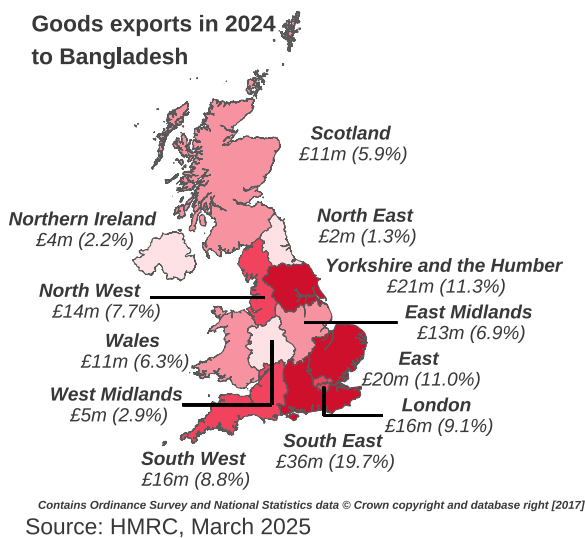 Goods exports in 2024
to Bangladesh
Scotland
£11m (5.9%)
Northern Ireland
£4m (2.2%)
North East
£2m (1.3%)
Yorkshire and the Humber
£21m (11.3%)
North West
£14m (7.7%)
East Midlands
£13m (6.9%)
Wales
£11m (6.3%)
East
£20m (11.0%)
West Midlands
£5m (2.9%)
London
£16m (9.1%)
South East
£36m (19.7%)
South West
£16m (8.8%)
Contains Ordinance Survey and National Statistics data © Crown copyright and database right [2017]
Source: HMRC, March 2025